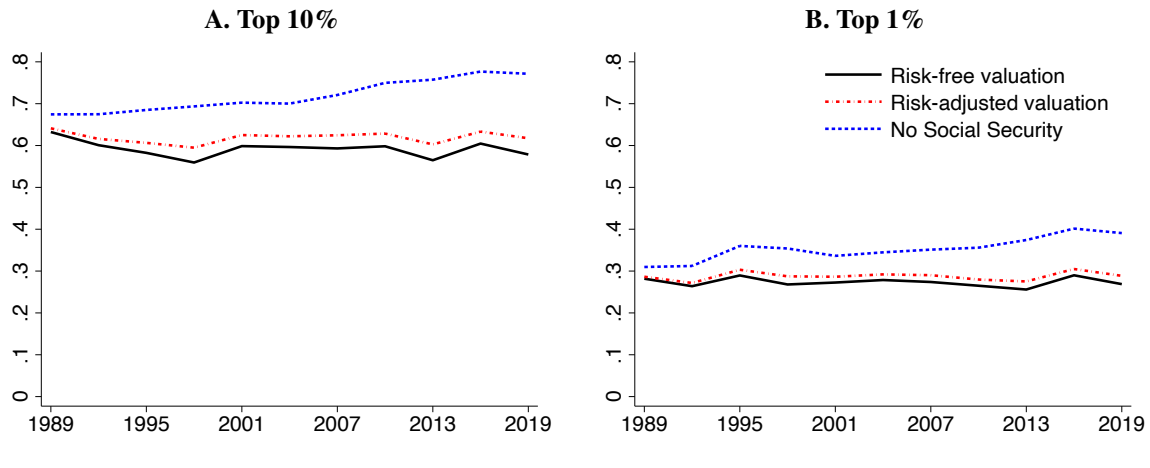 A. Top 10%
.8
.7
.6
.5
.4
.3
.2
.1
0
1989 1995 2001 2007 2013 2019
B. Top 1%
.8
.7
.6
.5
.4
.3
.2
.1
0
1989 1995 2001 2007 2013 2019
Risk-free valuation
Risk-adjusted valuation
No Social Security